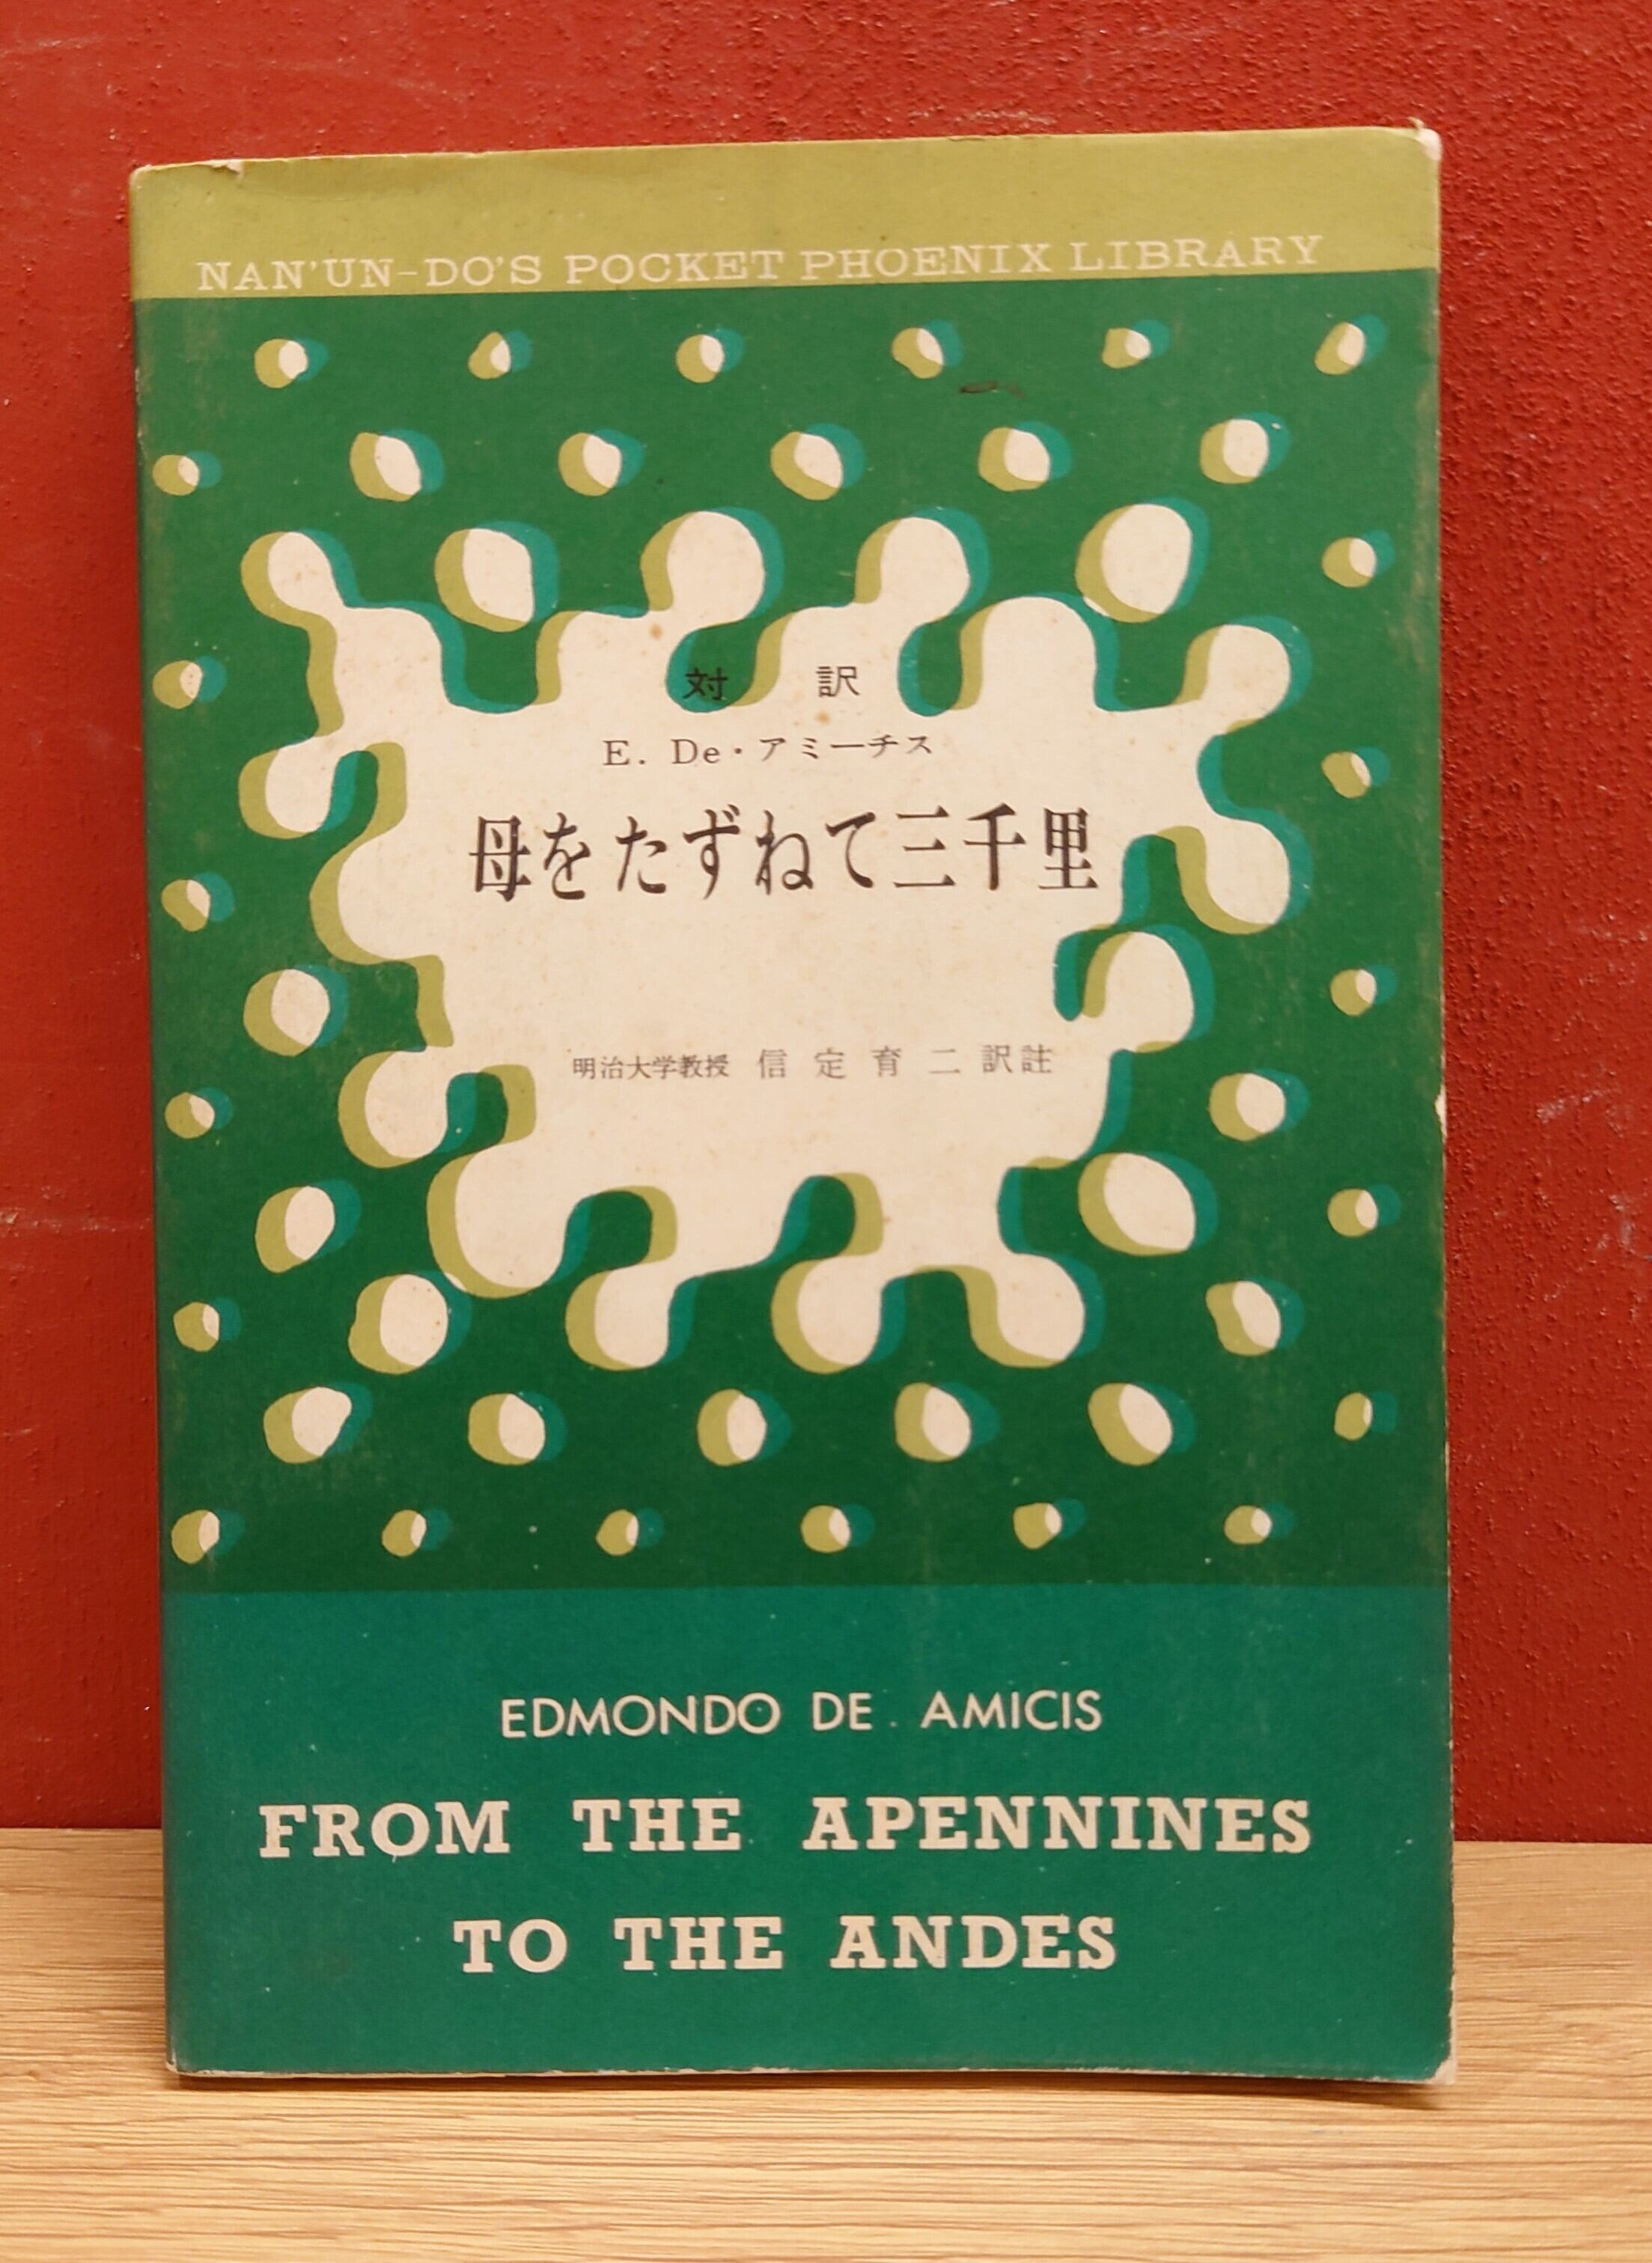 NAN'UN-DO'S POCKET PHOENIX LIBRARY
対 訳
E. De・アミーチス
母をたずねて三千里
明治大学教授 信定育二 訳註
EDMONDO DE AMICIS
FROM THE APENNINES
TO THE ANDES